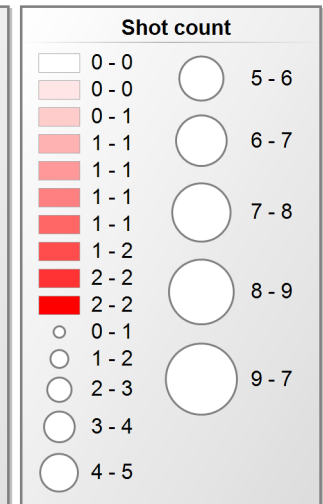 Shot count
0 - 0
0 - 0
0 - 1
1 - 1
1 - 1
1 - 1
1 - 1
1 - 2
2 - 2
2 - 2
0 - 1
1 - 2
2 - 3
3 - 4
4 - 5
5 - 6
6 - 7
7 - 8
8 - 9
9 - 7